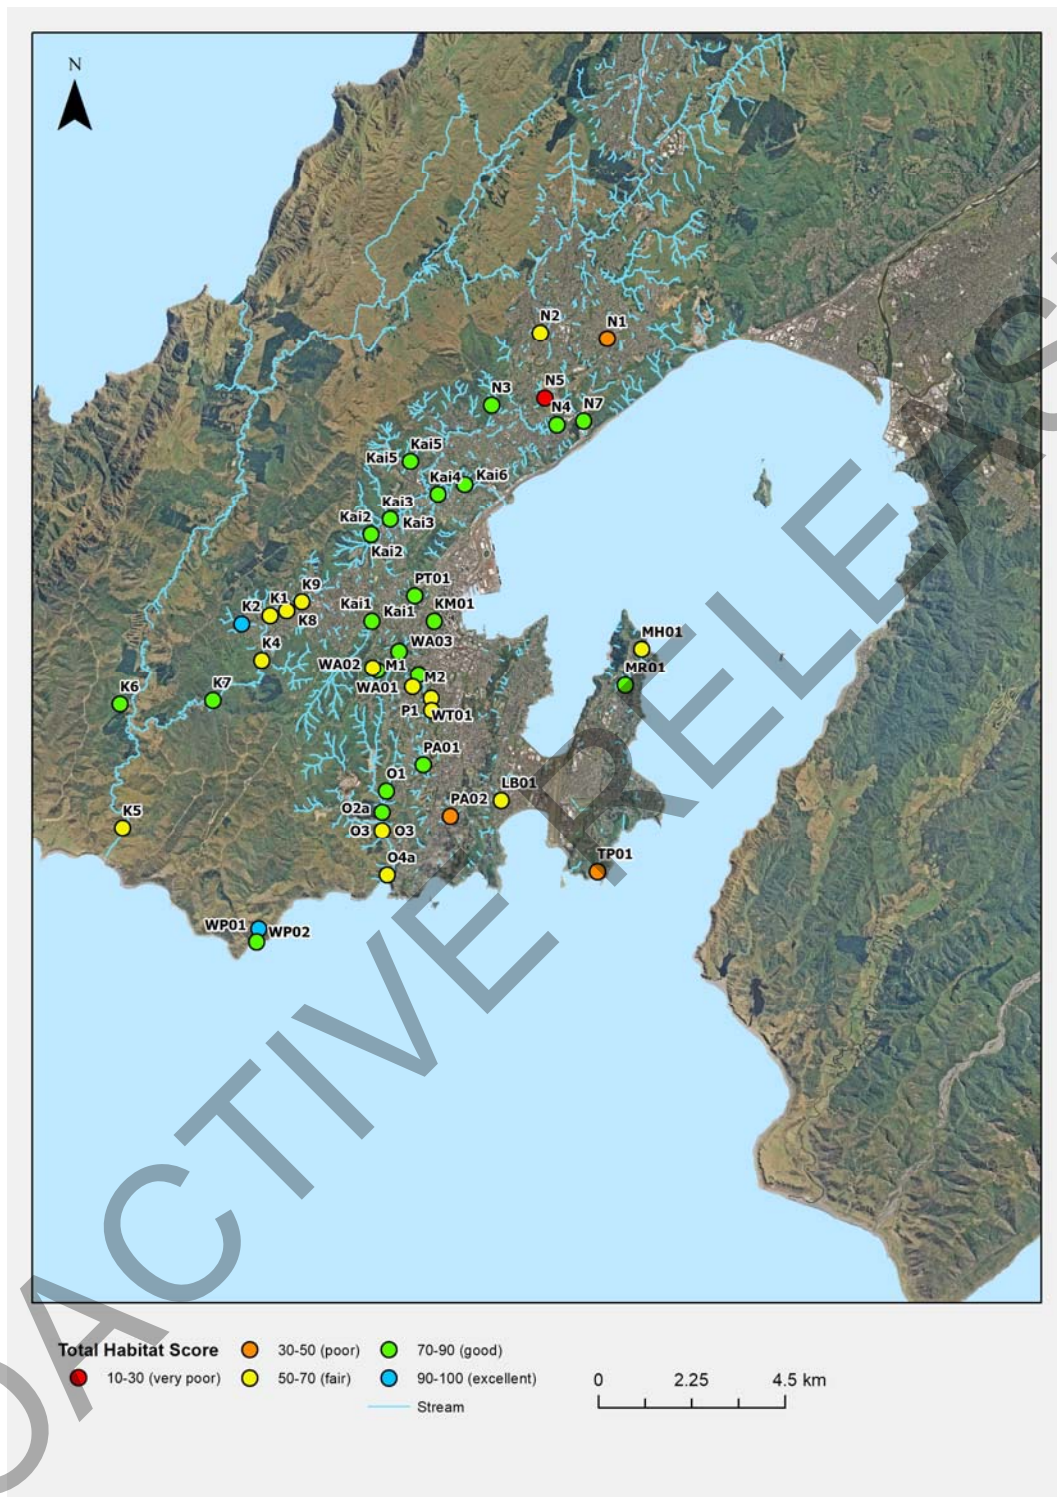 N
N2
N1
N5
N3
N4
N7
Kai5
Kai5
Kai4
Kai6
Kai3
Kai2
Kai3
Kai2
PT01
K9
K1
K2
K8
Kai1
Kai1
KM01
MH01
WA03
K4
WA02
M1
MR01
M2
WA01
K6
K7
P1
WT01
PA01
O1
LB01
O2a
PA02
K5
O3
O3
TP01
O4a
WP01
WP02
Total Habitat Score
30-50 (poor)
70-90 (good)
10-30 (very poor)
50-70 (fair)
90-100 (excellent)
Stream
0 2.25 4.5 km
OACTIVE RELEAS